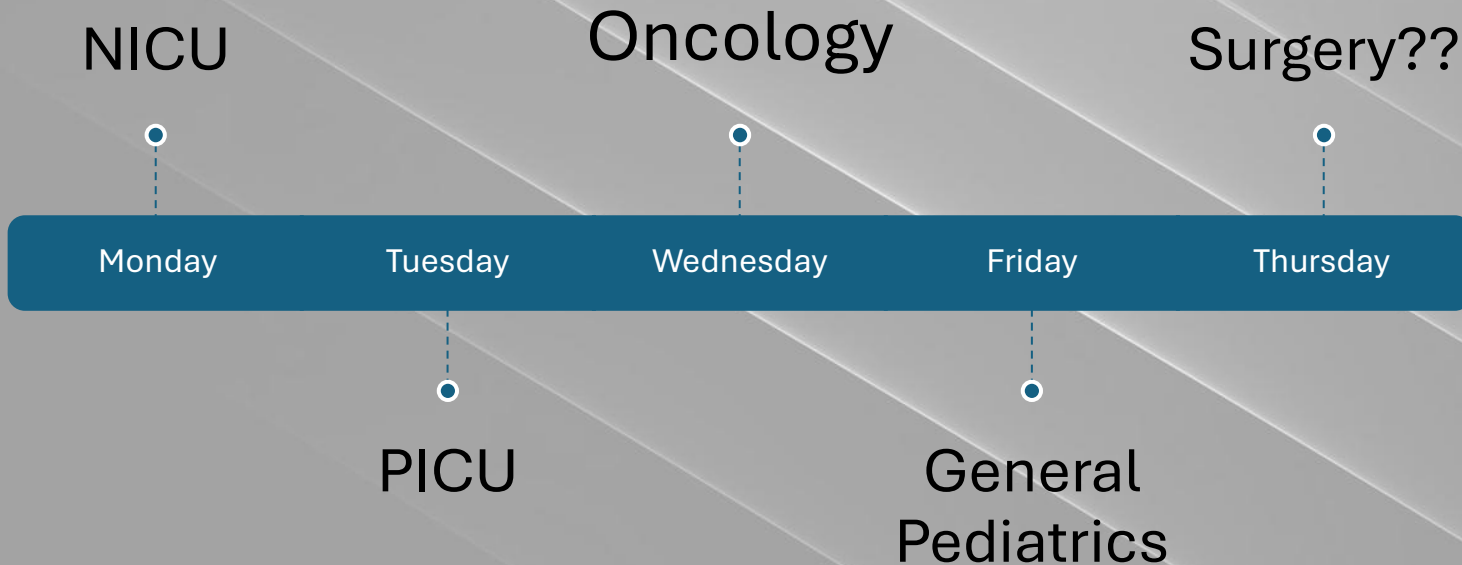 NICU
Oncology
Surgery??
Monday
Tuesday
Wednesday
Friday
Thursday
PICU
General
Pediatrics